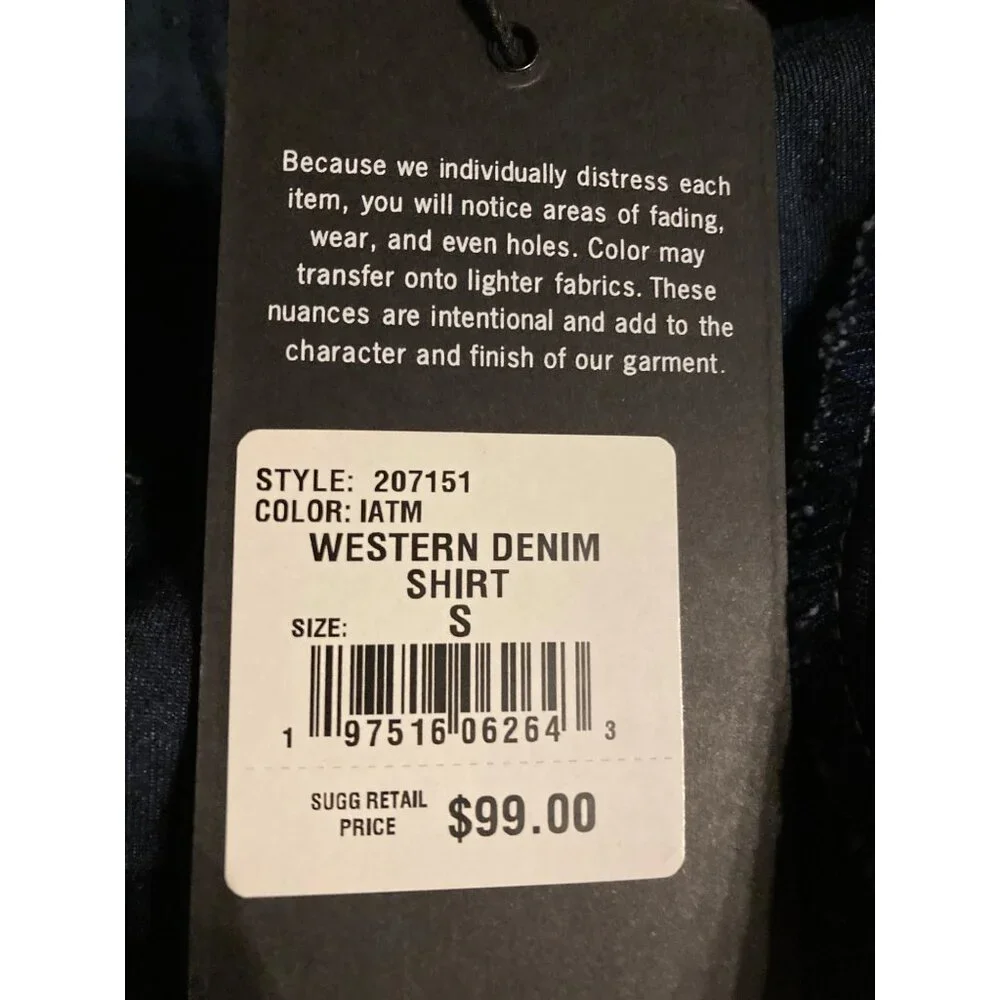 Because we individually distress each
item, you will notice areas of fading,
wear, and even holes. Color may
transfer onto lighter fabrics. These
nuances are intentional and add to the
character and finish of our garment.
STYLE: 207151
COLOR: IATM
WESTERN DENIM
SHIRT
SIZE: S
1 97516 06264 3
SUGG RETAIL
PRICE $99.00